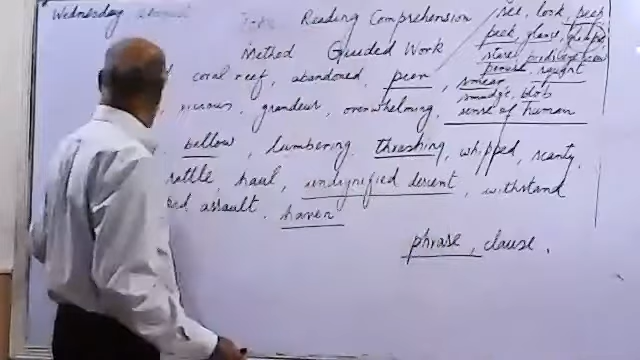 Wednesday Reading Comprehension see, look, peep
Method Guided Work peek, glance, glimpse
stare
coral reef, abandoned, peer, smear sought
smudge, blob
grandeur, overwhelming, sense of human
bellow, lumbering, thrashing, whipped, scanty,
rattle, haul, undignified descent, withstand
assault. haven
phrase, clause.